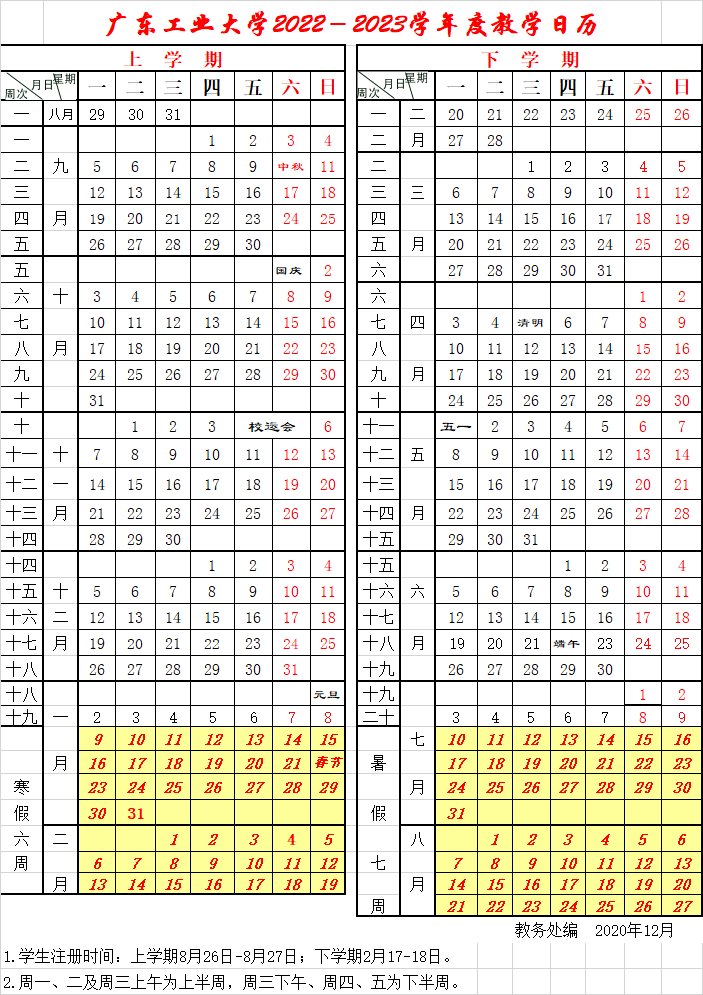 广东工业大学2022－2023学年度教学日历
上 学 期
周次 月日 星期 一 二 三 四 五 六 日
一 八月 29 30 31
一 1 2 3 4
二 九 5 6 7 8 9 中秋 11
三 12 13 14 15 16 17 18
四 月 19 20 21 22 23 24 25
五 26 27 28 29 30
五 国庆 2
六 十 3 4 5 6 7 8 9
七 10 11 12 13 14 15 16
八 月 17 18 19 20 21 22 23
九 24 25 26 27 28 29 30
十 31
十 1 2 3 校运会 6
十一 十 7 8 9 10 11 12 13
十二 一 14 15 16 17 18 19 20
十三 月 21 22 23 24 25 26 27
十四 28 29 30
十四 1 2 3 4
十五 十 5 6 7 8 9 10 11
十六 二 12 13 14 15 16 17 18
十七 月 19 20 21 22 23 24 25
十八 26 27 28 29 30 31
十八 元旦
十九 一 2 3 4 5 6 7 8
9 10 11 12 13 14 15
月 16 17 18 19 20 21 春节
寒 23 24 25 26 27 28 29
假 30 31
六 二 1 2 3 4 5
周 6 7 8 9 10 11 12
月 13 14 15 16 17 18 19
下 学 期
周次 月日 星期 一 二 三 四 五 六 日
一 二 20 21 22 23 24 25 26
二 月 27 28
二 1 2 3 4 5
三 三 6 7 8 9 10 11 12
四 13 14 15 16 17 18 19
五 月 20 21 22 23 24 25 26
六 27 28 29 30 31
六 1 2
七 四 3 4 清明 6 7 8 9
八 10 11 12 13 14 15 16
九 月 17 18 19 20 21 22 23
十 24 25 26 27 28 29 30
十一 五一 2 3 4 5 6 7
十二 五 8 9 10 11 12 13 14
十三 15 16 17 18 19 20 21
十四 月 22 23 24 25 26 27 28
十五 29 30 31
十五 1 2 3 4
十六 六 5 6 7 8 9 10 11
十七 12 13 14 15 16 17 18
十八 月 19 20 21 端午 23 24 25
十九 26 27 28 29 30
十九 1 2
二十 3 4 5 6 7 8 9
七 10 11 12 13 14 15 16
暑 17 18 19 20 21 22 23
月 24 25 26 27 28 29 30
假 31
八 1 2 3 4 5 6
七 7 8 9 10 11 12 13
月 14 15 16 17 18 19 20
周 21 22 23 24 25 26 27
教务处编 2020年12月
1.学生注册时间：上学期8月26日-8月27日；下学期2月17-18日。
2.周一、二及周三上午为上半周，周三下午、周四、五为下半周。